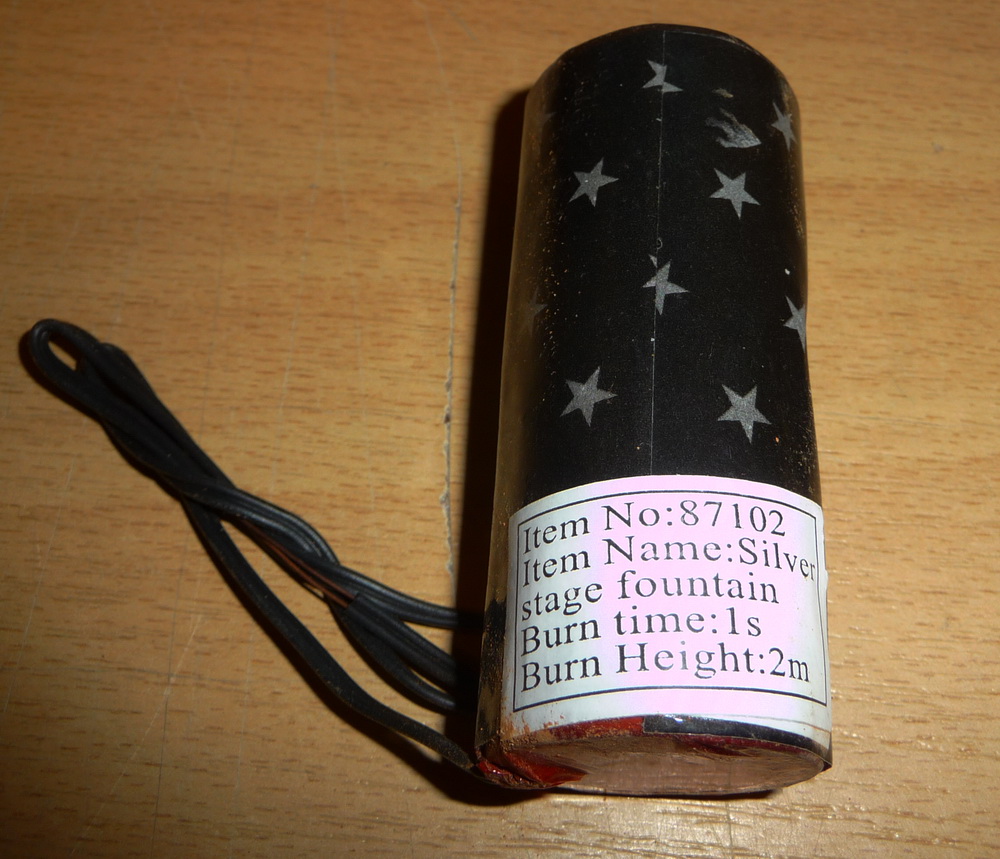 Item No:87102
Item Name:Silver
stage fountain
Burn time:1s
Burn Height:2m